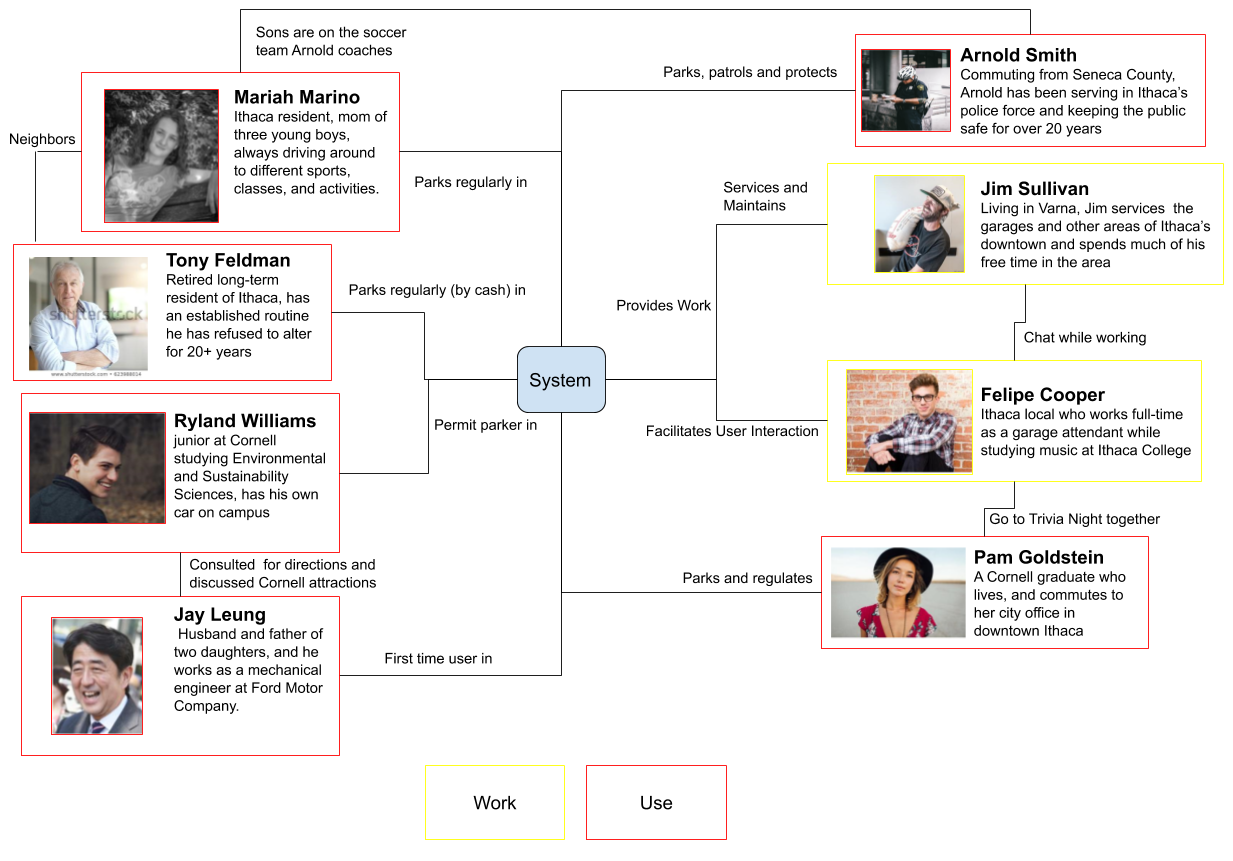 Sons are on the soccer
team Arnold coaches
Arnold Smith
Commuting from Seneca County,
Arnold has been serving in Ithaca's
police force and keeping the public
safe for over 20 years
Parks, patrols and protects
Mariah Marino
Ithaca resident, mom of
three young boys,
always driving around
to different sports,
classes, and activities.
Neighbors
Parks regularly in
Services and
Maintains
Jim Sullivan
Living in Varna, Jim services  the
garages and other areas of Ithaca's
downtown and spends much of his
free time in the area
Tony Feldman
Retired long-term
resident of Ithaca, has
an established routine
he has refused to alter
for 20+ years
shutterstock
www.shutterstock.com • 623988014
Parks regularly (by cash) in
Provides Work
Chat while working
System
Felipe Cooper
Ithaca local who works full-time
as a garage attendant while
studying music at Ithaca College
Ryland Williams
junior at Cornell
studying Environmental
and Sustainability
Sciences, has his own
car on campus
Permit parker in
Facilitates User Interaction
Go to Trivia Night together
Consulted  for directions and
discussed Cornell attractions
Parks and regulates
Pam Goldstein
A Cornell graduate who
lives, and commutes to
her city office in
downtown Ithaca
Jay Leung
Husband and father of
two daughters, and he
works as a mechanical
engineer at Ford Motor
Company.
First time user in
Work
Use